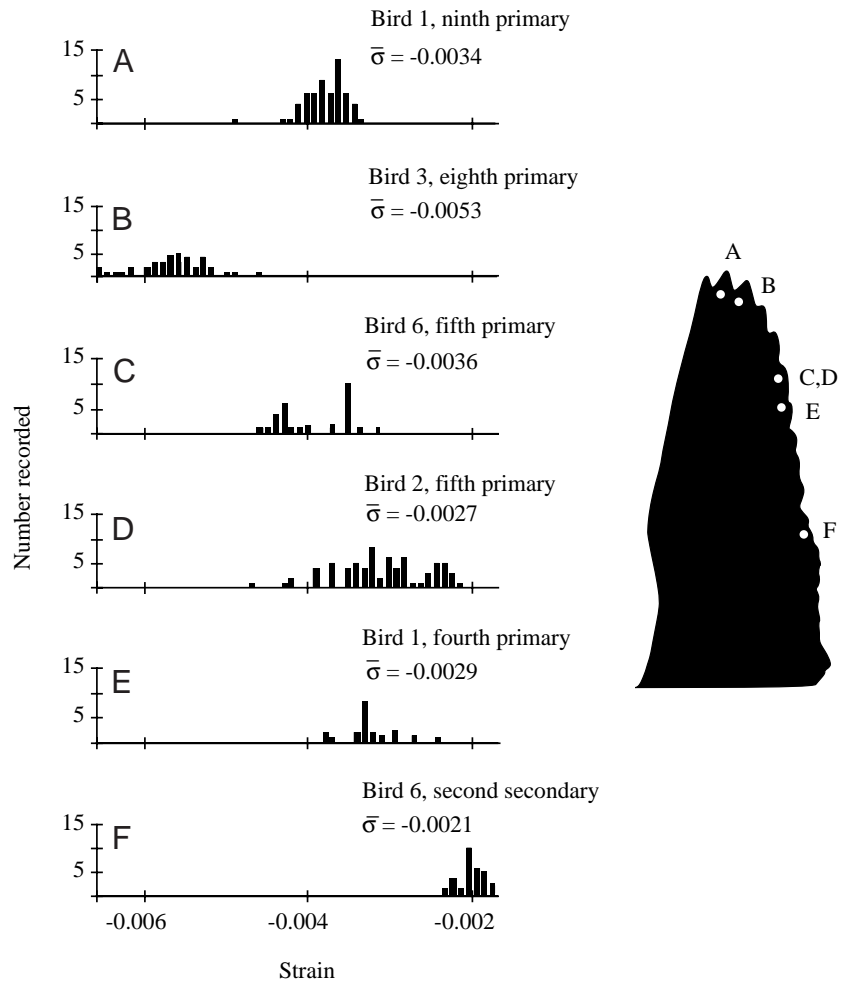 Bird 1, ninth primary
σ̄ = -0.0034
15
5
A
Bird 3, eighth primary
σ̄ = -0.0053
15
5
B
Bird 6, fifth primary
σ̄ = -0.0036
15
5
C
Bird 2, fifth primary
σ̄ = -0.0027
15
5
D
Bird 1, fourth primary
σ̄ = -0.0029
15
5
E
Bird 6, second secondary
σ̄ = -0.0021
15
5
F
-0.006 -0.004 -0.002
Strain
Number recorded
A
B
C,D
E
F